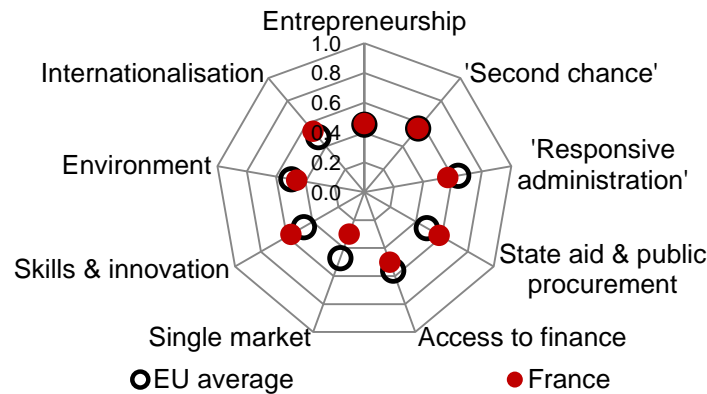 Entrepreneurship
1.0
0.8
0.6
0.4
0.2
0.0
'Second chance'
'Responsive
administration'
State aid & public
procurement
Access to finance
Single market
Skills & innovation
Environment
Internationalisation
EU average
France